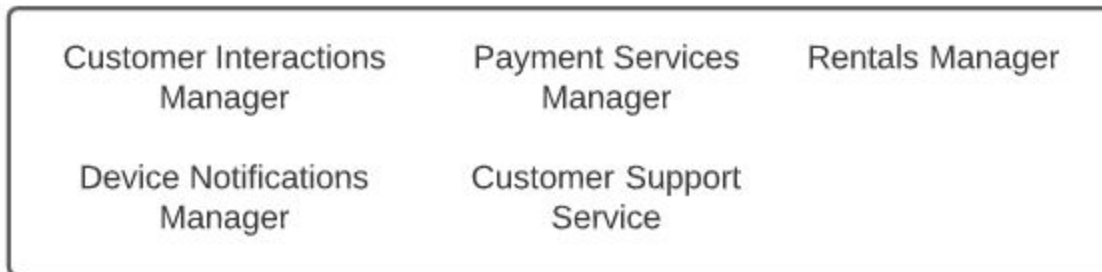 Customer Interactions
Manager
Payment Services
Manager
Rentals Manager
Device Notifications
Manager
Customer Support
Service